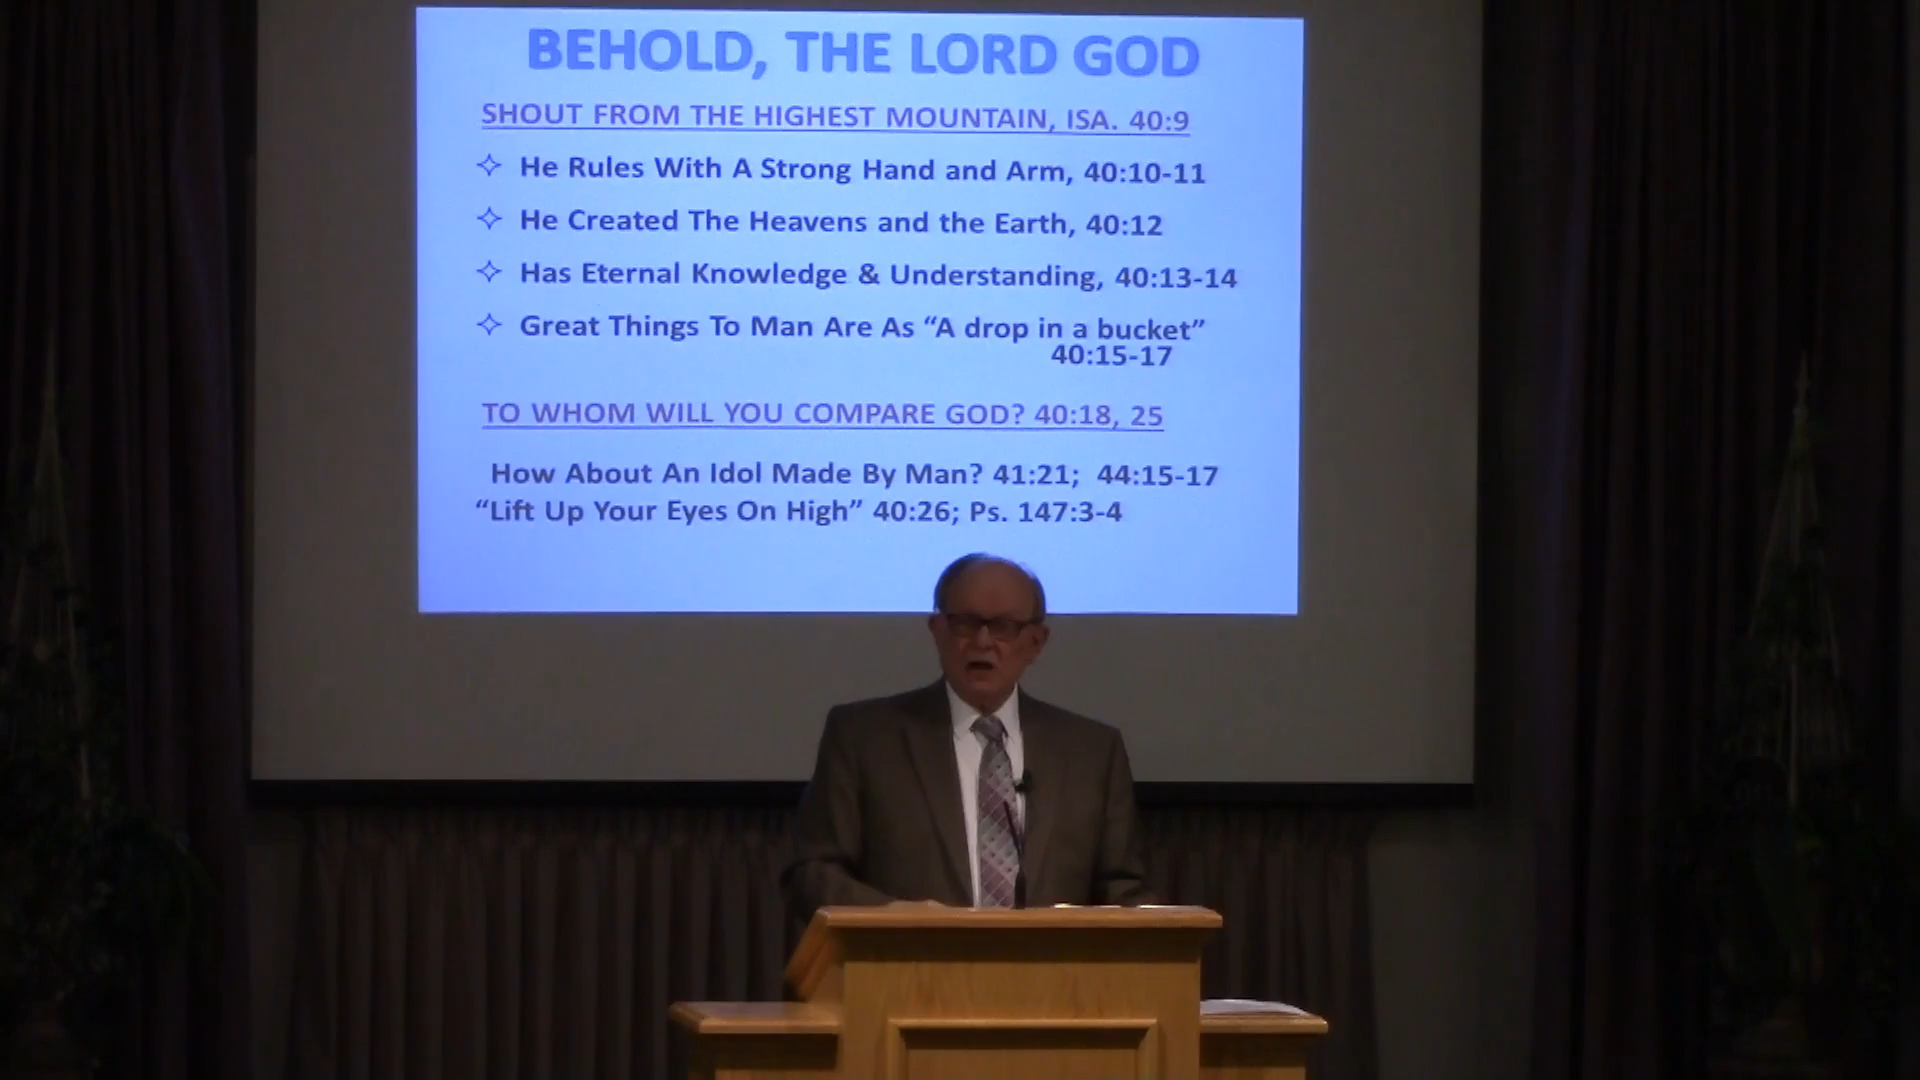 BEHOLD, THE LORD GOD
SHOUT FROM THE HIGHEST MOUNTAIN, ISA. 40:9
He Rules With A Strong Hand and Arm, 40:10-11
He Created The Heavens and the Earth, 40:12
Has Eternal Knowledge & Understanding, 40:13-14
Great Things To Man Are As “A drop in a bucket”
40:15-17
TO WHOM WILL YOU COMPARE GOD? 40:18, 25
How About An Idol Made By Man? 41:21; 44:15-17
“Lift Up Your Eyes On High” 40:26; Ps. 147:3-4